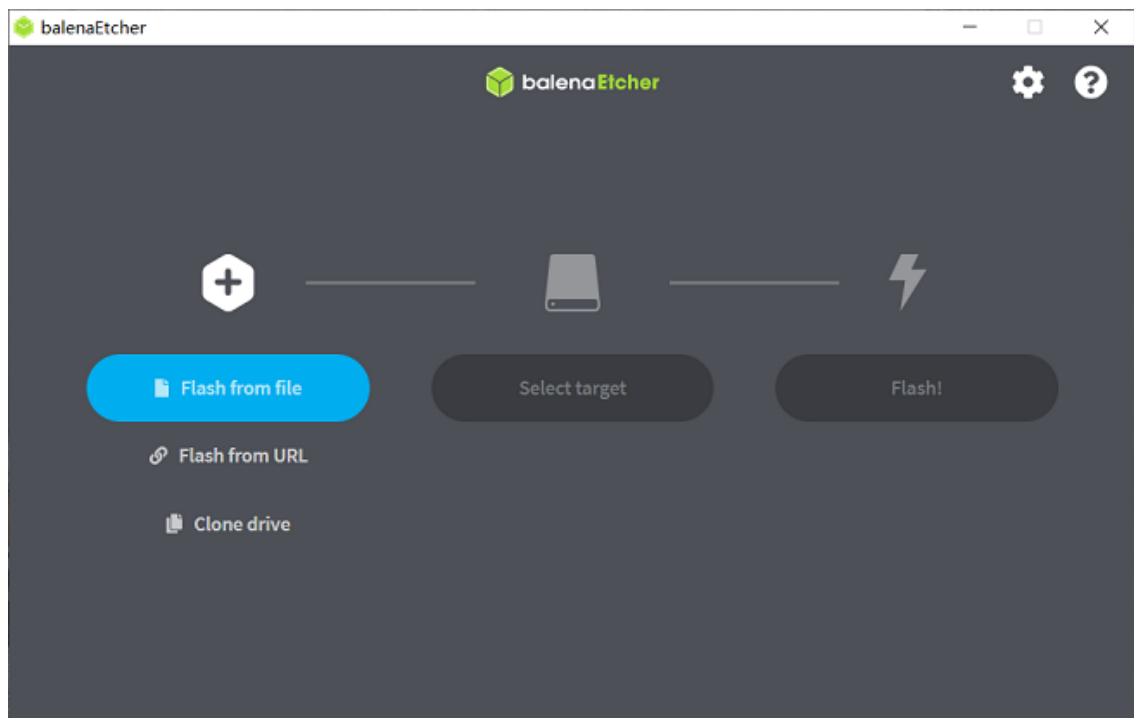 balenaEtcher
balenaEtcher
Flash from file
Select target
Flash!
Flash from URL
Clone drive